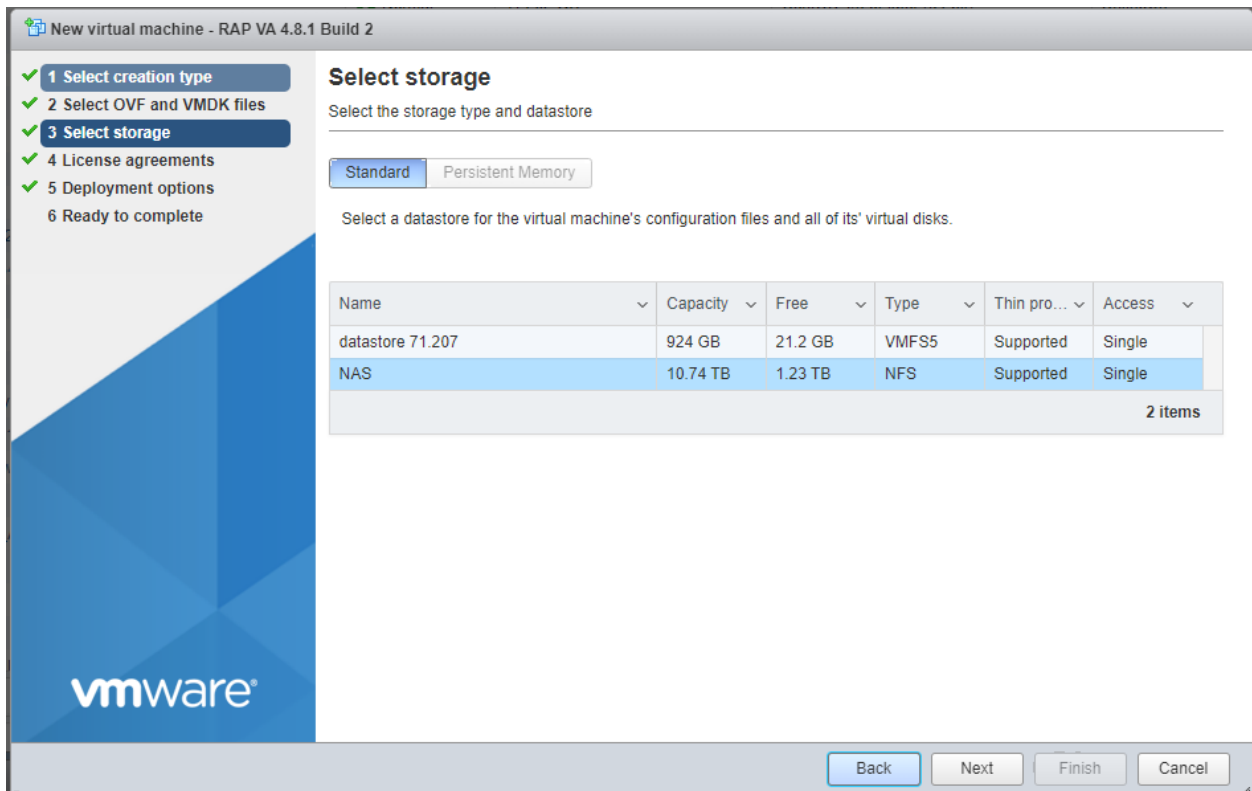 New virtual machine - RAP VA 4.8.1 Build 2
1 Select creation type
2 Select OVF and VMDK files
3 Select storage
4 License agreements
5 Deployment options
6 Ready to complete
vmware®
Select storage
Select the storage type and datastore
Standard Persistent Memory
Select a datastore for the virtual machine's configuration files and all of its' virtual disks.
Name Capacity Free Type Thin pro... Access
datastore 71.207 924 GB 21.2 GB VMFS5 Supported Single
NAS 10.74 TB 1.23 TB NFS Supported Single
2 items
Back Next Finish Cancel